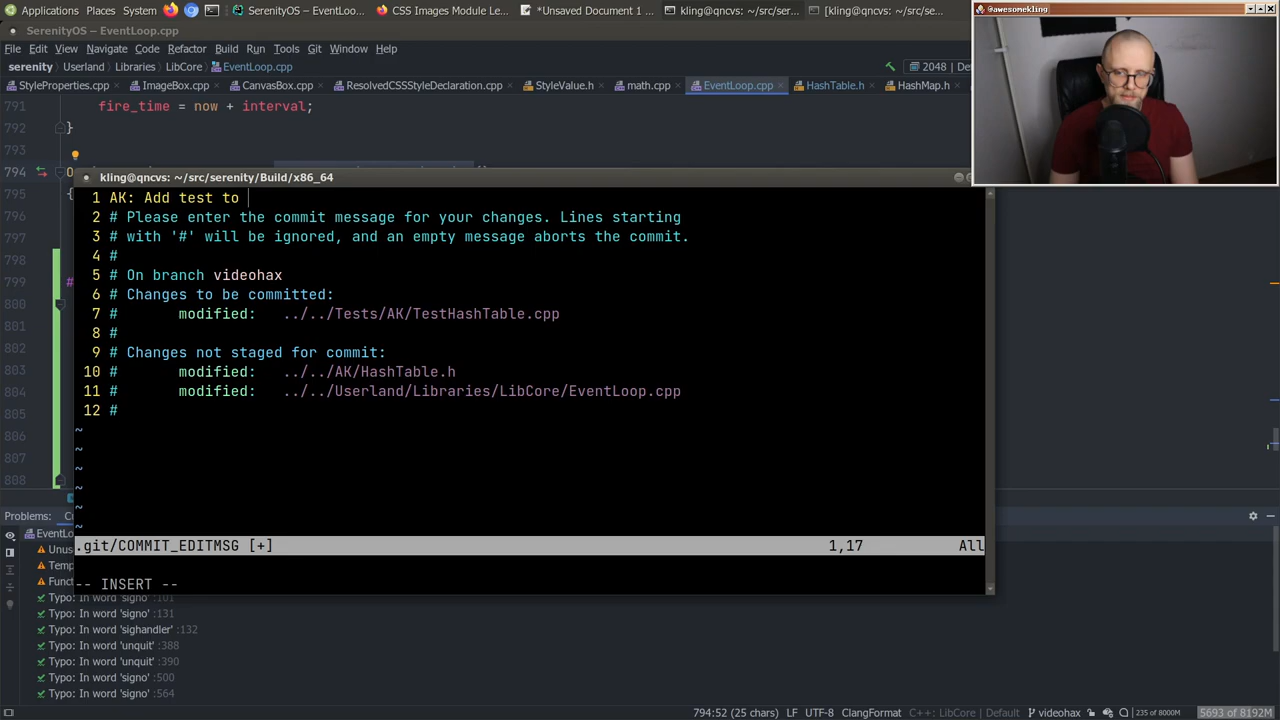 Applications Places System SerenityOS – EventLoo... CSS Images Module Le... *Unsaved Document 1 ... kling@qncvs: ~/src/ser... [kling@qncvs: ~/src/se...
@awesomekling
SerenityOS – EventLoop.cpp
File Edit View Navigate Code Refactor Build Run Tools Git Window Help
serenity Userland Libraries LibCore EventLoop.cpp 2048
StyleProperties.cpp ImageBox.cpp CanvasBox.cpp ResolvedCSSStyleDeclaration.cpp StyleValue.h math.cpp EventLoop.cpp HashTable.h HashMap.h
791 fire_time = now + interval;
792 }
793
794
795 {
796
797
798
799 #
800
801
802
803
804
805
806
807
808
kling@qncvs: ~/src/serenity/Build/x86_64
1 AK: Add test to
2 # Please enter the commit message for your changes. Lines starting
3 # with '#' will be ignored, and an empty message aborts the commit.
4 #
5 # On branch videohax
6 # Changes to be committed:
7 # modified: ../../Tests/AK/TestHashTable.cpp
8 #
9 # Changes not staged for commit:
10 # modified: ../../AK/HashTable.h
11 # modified: ../../Userland/Libraries/LibCore/EventLoop.cpp
12 #
~
~
~
~
~
~
.git/COMMIT_EDITMSG [+] 1,17 All
-- INSERT --
Problems: Cu
EventLo
Unus
Temp
Funct
Typo: In word 'signo' :101
Typo: In word 'signo' :131
Typo: In word 'sighandler' :132
Typo: In word 'unquit' :388
Typo: In word 'unquit' :390
Typo: In word 'signo' :500
Typo: In word 'signo' :564
794:52 (25 chars) LF UTF-8 ClangFormat C++: LibCore | Default videohax 235 of 8000M 5693 of 8192M